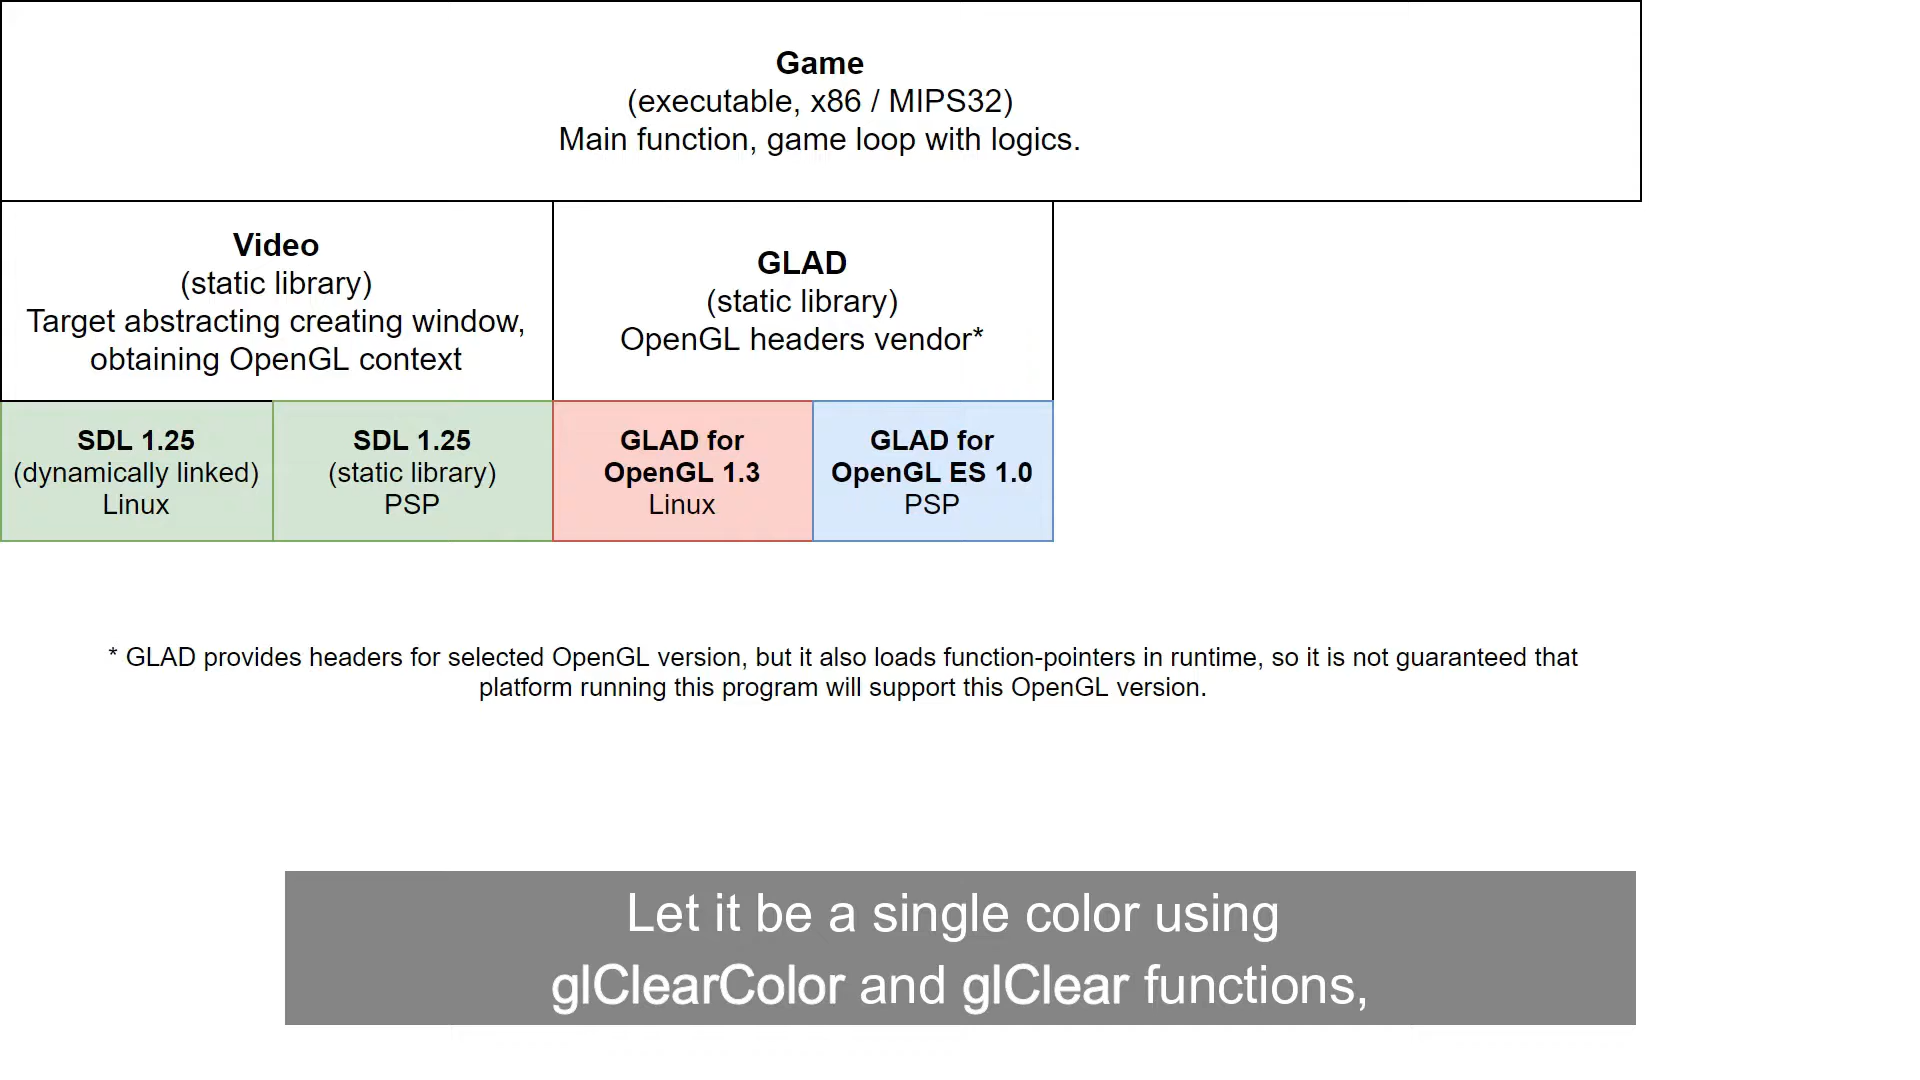 Game
(executable, x86 / MIPS32)
Main function, game loop with logics.
Video
(static library)
Target abstracting creating window,
obtaining OpenGL context
GLAD
(static library)
OpenGL headers vendor*
SDL 1.25
(dynamically linked)
Linux
SDL 1.25
(static library)
PSP
GLAD for
OpenGL 1.3
Linux
GLAD for
OpenGL ES 1.0
PSP
* GLAD provides headers for selected OpenGL version, but it also loads function-pointers in runtime, so it is not guaranteed that
platform running this program will support this OpenGL version.
Let it be a single color using
glClearColor and glClear functions,